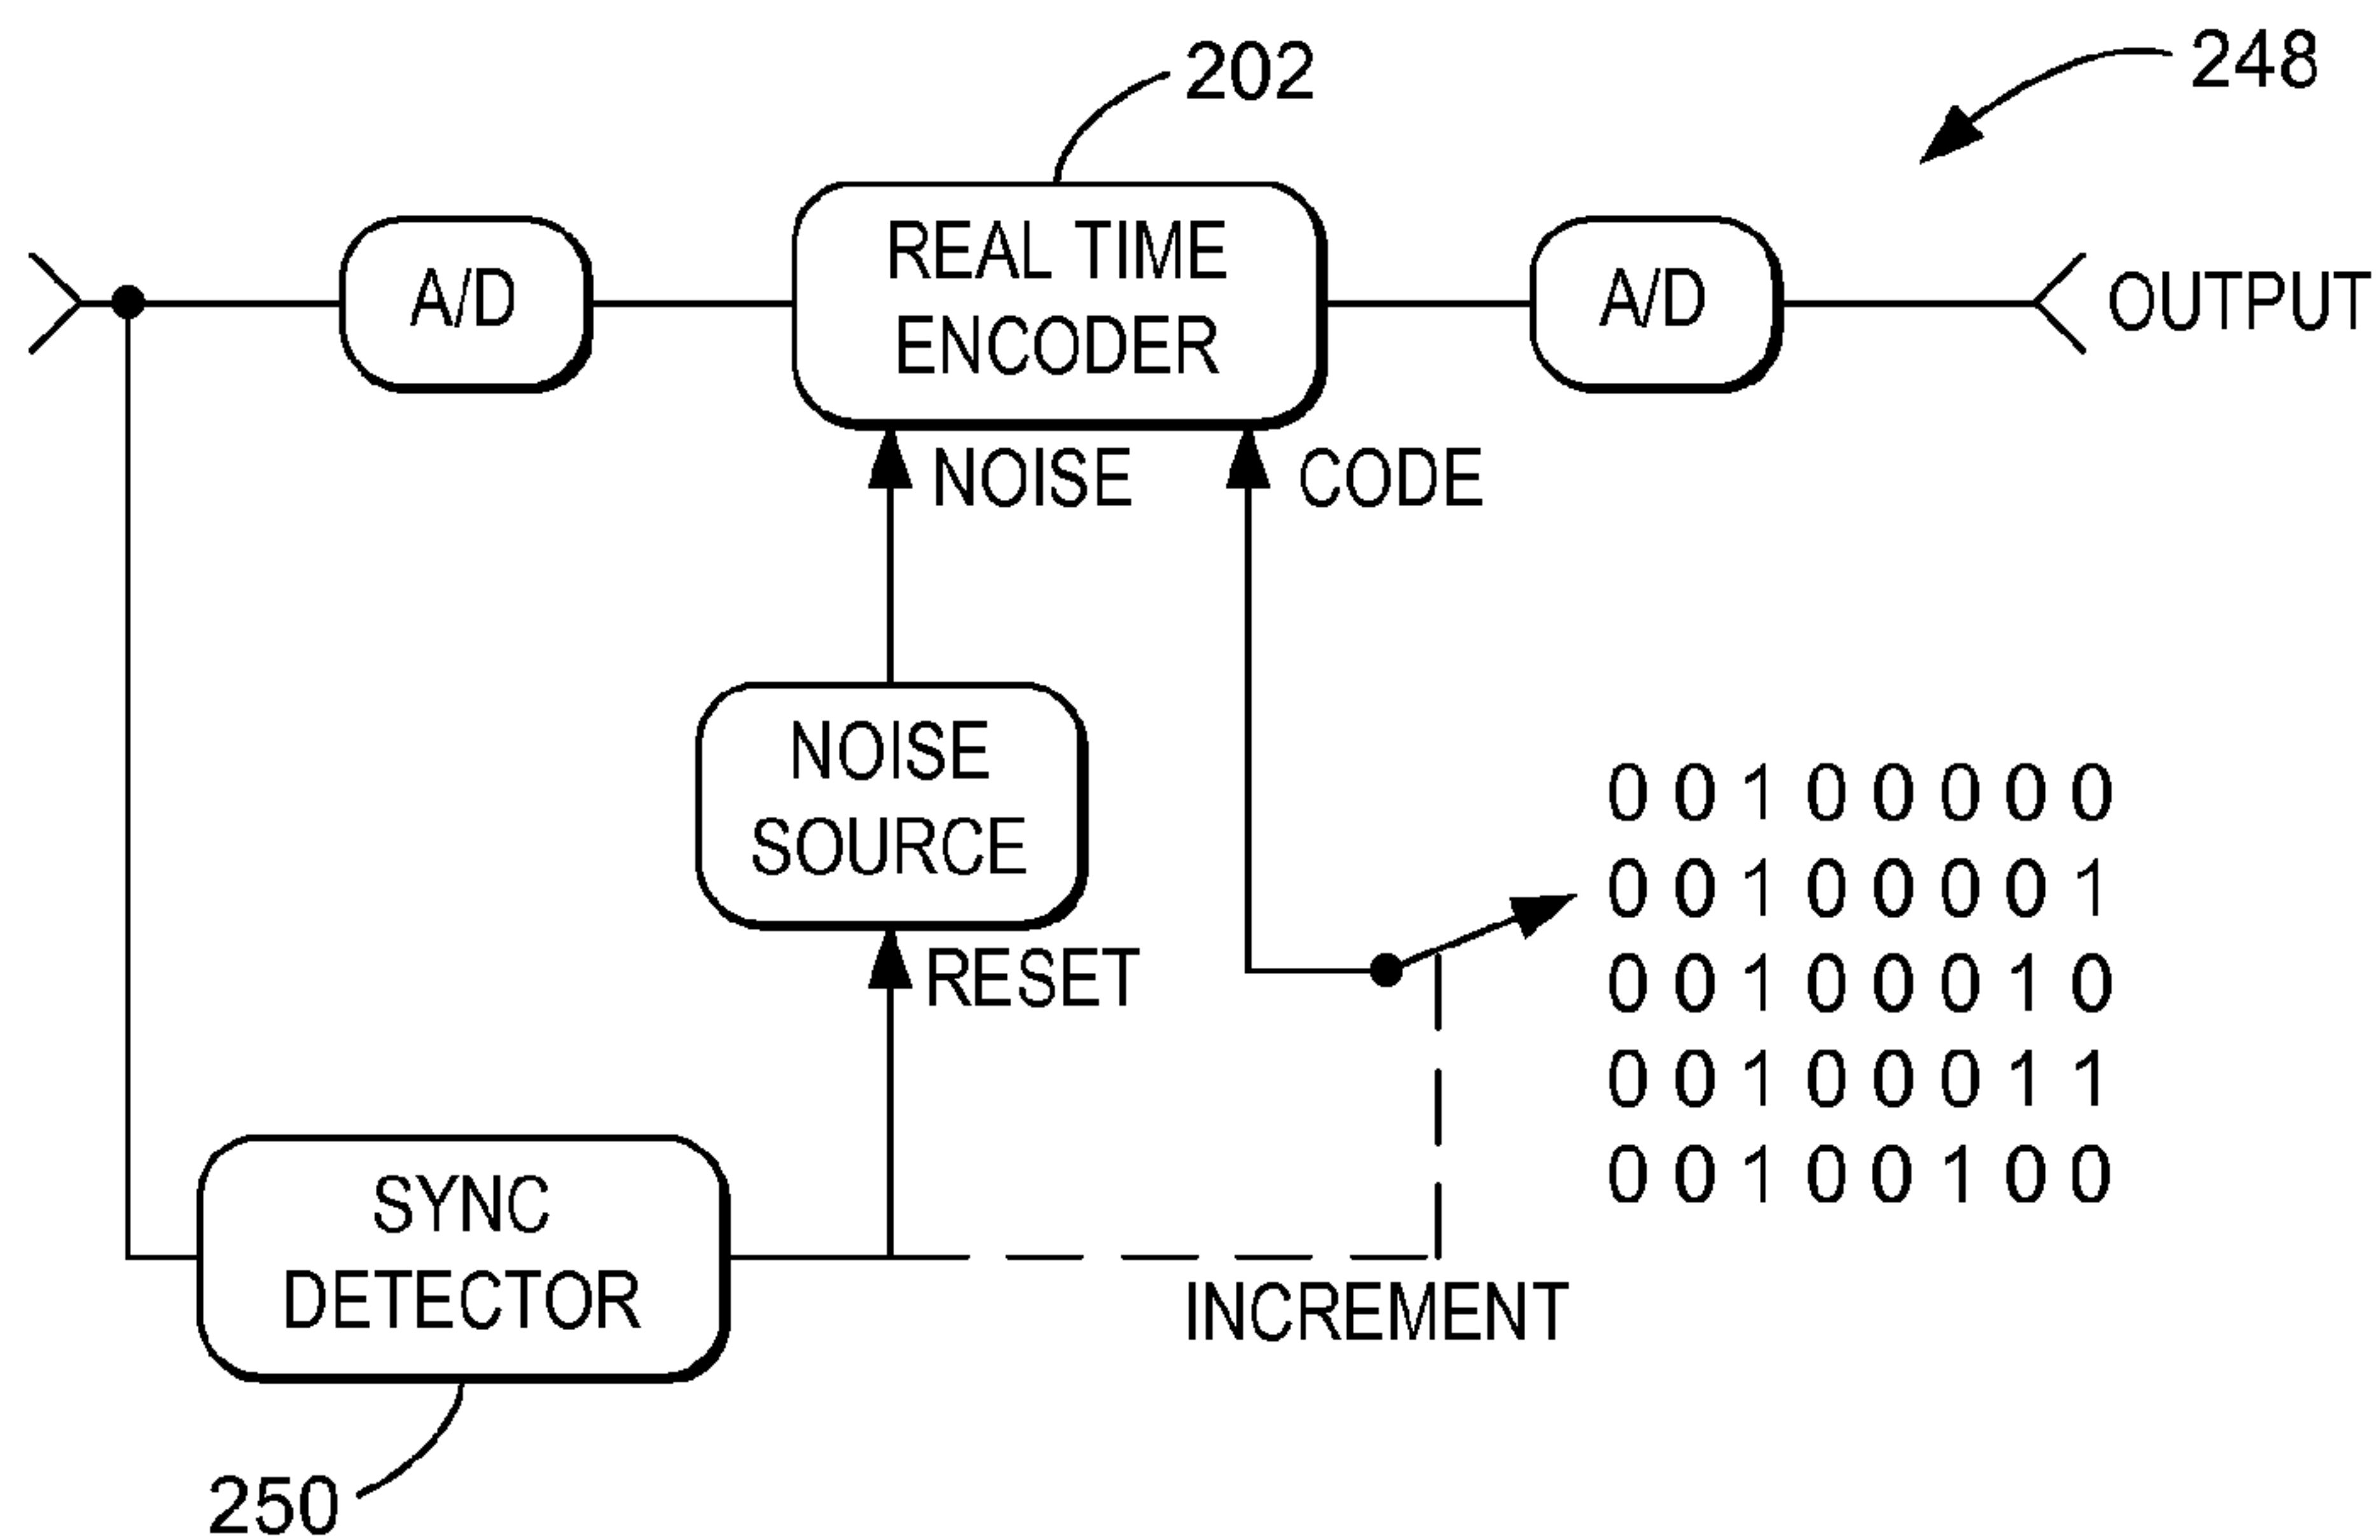 202
248
A/D
REAL TIME
ENCODER
A/D
OUTPUT
NOISE
CODE
NOISE
SOURCE
RESET
0 0 1 0 0 0 0 0
0 0 1 0 0 0 0 1
0 0 1 0 0 0 1 0
0 0 1 0 0 0 1 1
0 0 1 0 0 1 0 0
SYNC
DETECTOR
INCREMENT
250